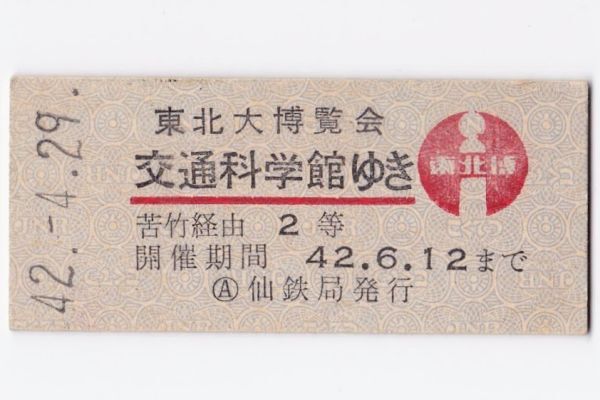 42.-4.29.
東北大博覧会
交通科学館ゆき
東北博
苦竹経由 2等
開催期間 42.6.12まで
Ⓐ仙鉄局発行